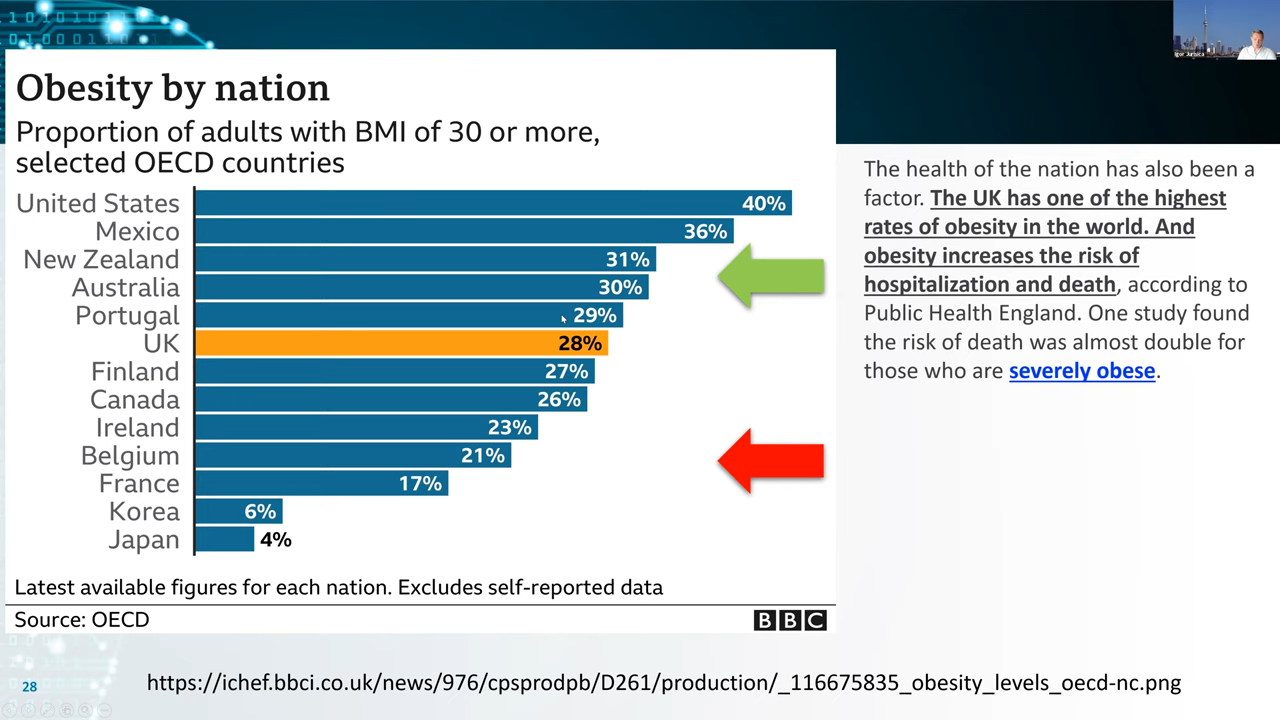 Igor Jurisica
Obesity by nation
Proportion of adults with BMI of 30 or more,
selected OECD countries
United States 40%
Mexico 36%
New Zealand 31%
Australia 30%
Portugal 29%
UK 28%
Finland 27%
Canada 26%
Ireland 23%
Belgium 21%
France 17%
Korea 6%
Japan 4%
Latest available figures for each nation. Excludes self-reported data
Source: OECD
BBC
The health of the nation has also been a
factor. The UK has one of the highest
rates of obesity in the world. And
obesity increases the risk of
hospitalization and death, according to
Public Health England. One study found
the risk of death was almost double for
those who are severely obese.
28
https://ichef.bbci.co.uk/news/976/cpsprodpb/D261/production/_116675835_obesity_levels_oecd-nc.png